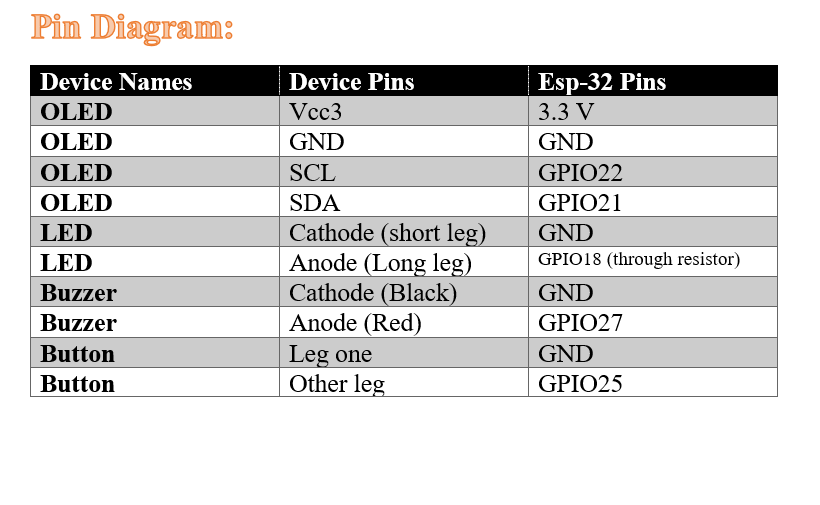 Pin Diagram:
Device Names Device Pins Esp-32 Pins
OLED Vcc3 3.3 V
OLED GND GND
OLED SCL GPIO22
OLED SDA GPIO21
LED Cathode (short leg) GND
LED Anode (Long leg) GPIO18 (through resistor)
Buzzer Cathode (Black) GND
Buzzer Anode (Red) GPIO27
Button Leg one GND
Button Other leg GPIO25